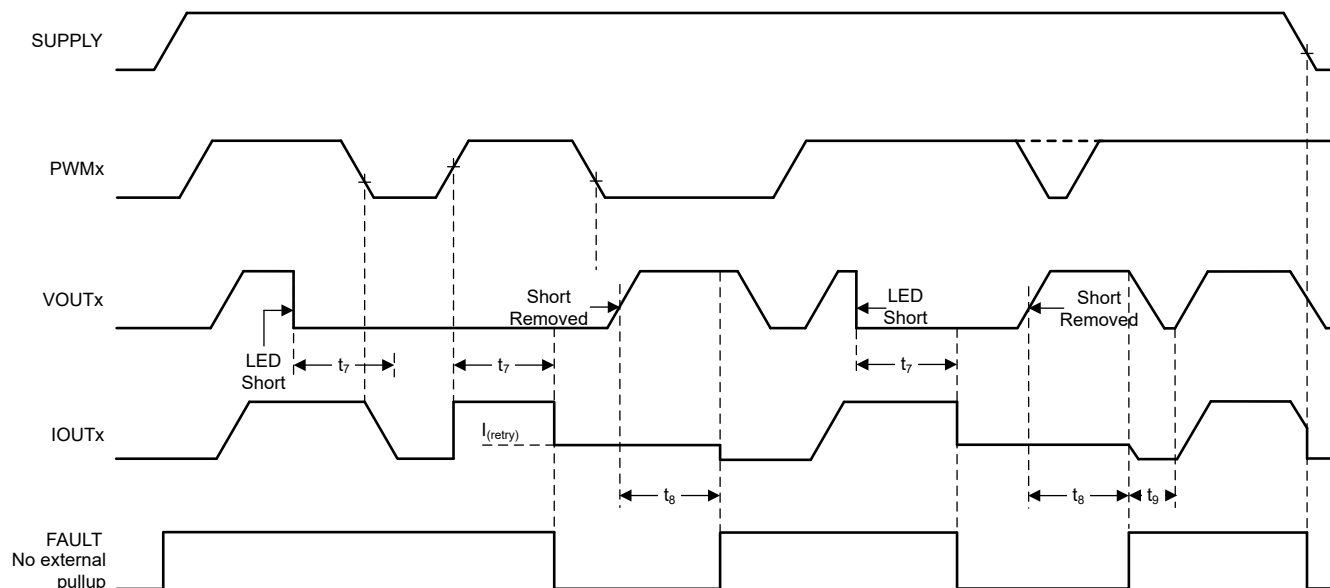 SUPPLY
PWMx
VOUTx
LED
Short
t7
t7
Short
Removed
LED
Short
t7
Short
Removed
IOUTx
I(retry)
t8
t8
t9
FAULT
No external
pullup